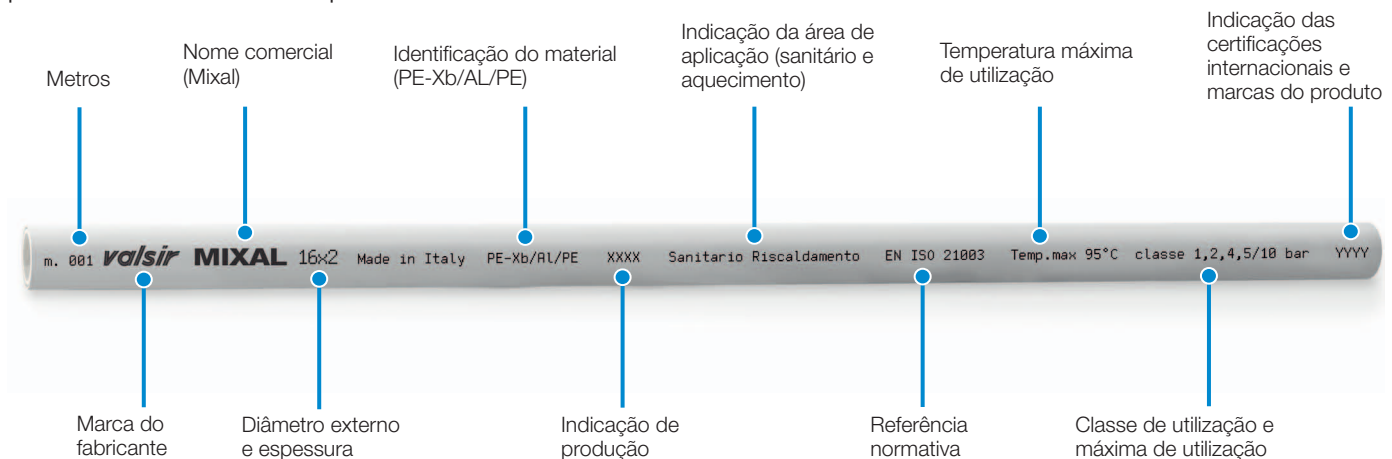 Metros
Nome comercial
(Mixal)
Identificação do material
(PE-Xb/AL/PE)
Indicação da área de
aplicação (sanitário e
aquecimento)
Temperatura máxima
de utilização
Indicação das
certificações
internacionais e
marcas do produto
m. 001 valsir MIXAL 16x2 Made in Italy PE-Xb/Al/PE XXXX Sanitario Riscaldamento EN ISO 21003 Temp.max 95°C classe 1,2,4,5/10 bar YYYY
Marca do
fabricante
Diâmetro externo
e espessura
Indicação de
produção
Referência
normativa
Classe de utilização e
máxima de utilização